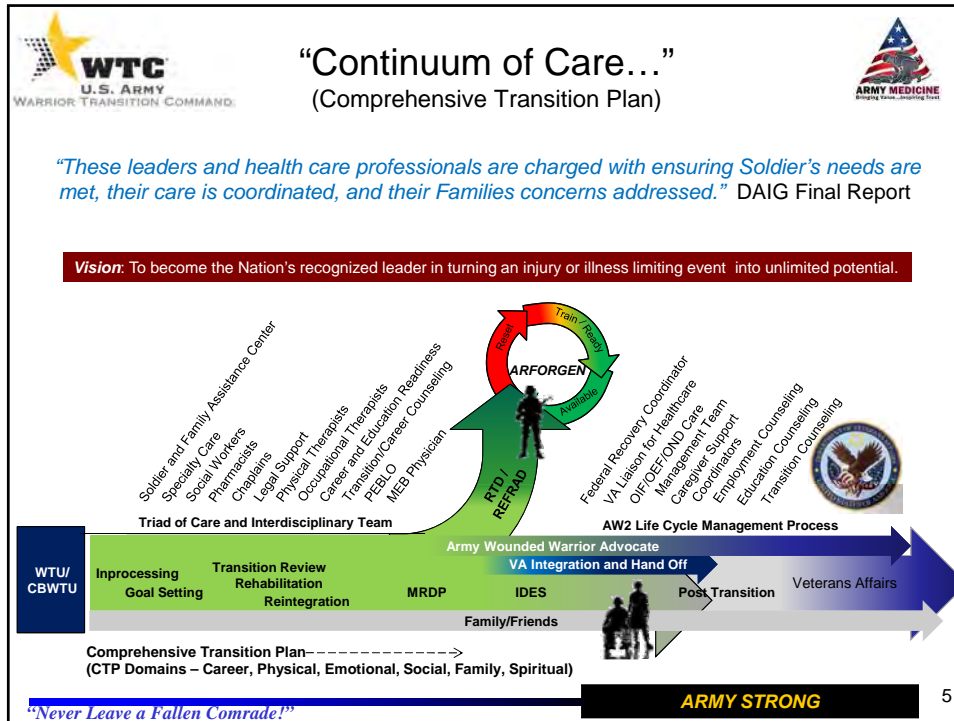 WTC
U.S. ARMY
WARRIOR TRANSITION COMMAND
“Continuum of Care…”
(Comprehensive Transition Plan)
ARMY MEDICINE
Bringing Value...Inspiring Trust
“These leaders and health care professionals are charged with ensuring Soldier’s needs are
met, their care is coordinated, and their Families concerns addressed.” DAIG Final Report
Vision: To become the Nation’s recognized leader in turning an injury or illness limiting event into unlimited potential.
Reset
Train / Ready
Available
ARFORGEN
Soldier and Family Assistance Center
Specialty Care
Social Workers
Pharmacists
Chaplains
Legal Support
Physical Therapists
Occupational Therapists
Career and Education Readiness
Transition/Career Counseling
PEBLO
MEB Physician
RTD /
REFRAD
Federal Recovery Coordinator
VA Liaison for Healthcare
OIF/OEF/OND Care
Management Team
Caregiver Support
Coordinators
Employment Counseling
Education Counseling
Transition Counseling
Triad of Care and Interdisciplinary Team
AW2 Life Cycle Management Process
Army Wounded Warrior Advocate
VA Integration and Hand Off
WTU/
CBWTU
Inprocessing
Goal Setting
Transition Review
Rehabilitation
Reintegration
MRDP
IDES
Post Transition
Veterans Affairs
Family/Friends
Comprehensive Transition Plan--------------->
(CTP Domains – Career, Physical, Emotional, Social, Family, Spiritual)
“Never Leave a Fallen Comrade!”
ARMY STRONG
5